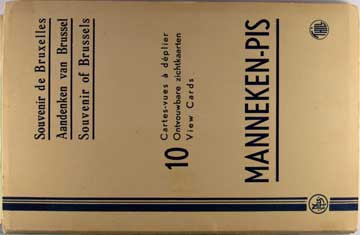 Souvenir de Bruxelles
Aandenken van Brussel
Souvenir of Brussels
10
Cartes-vues à déplier
Ontvouwbare zichtkaarten
View Cards
MANNEKEN-PIS